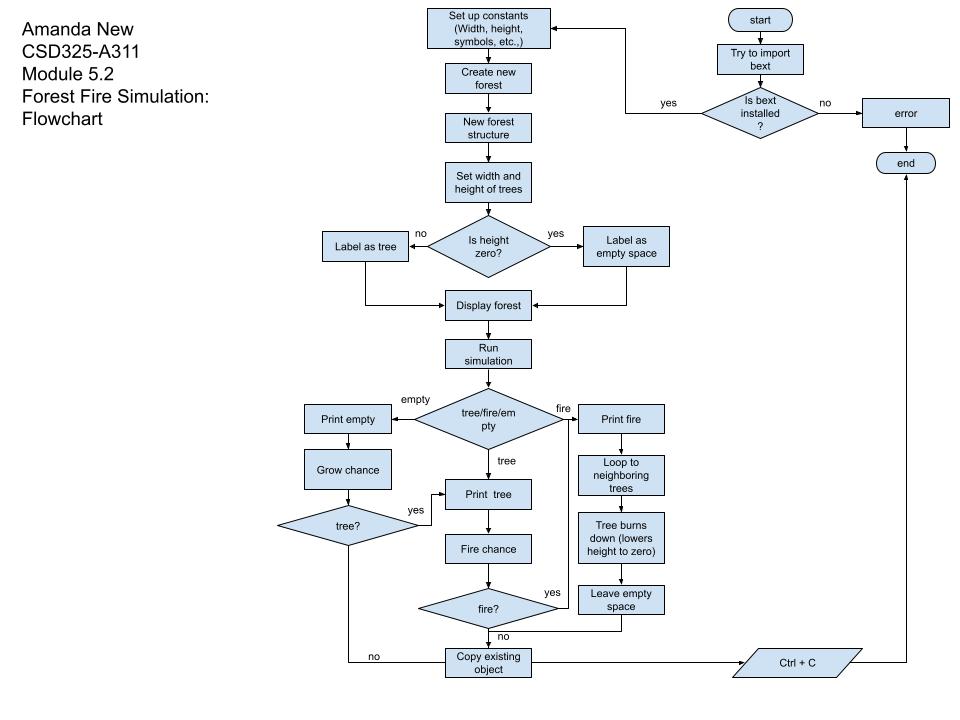 Amanda New
CSD325-A311
Module 5.2
Forest Fire Simulation:
Flowchart
start
Try to import
bext
Is bext
installed
?
yes
no
error
end
Set up constants
(Width, height,
symbols, etc.,)
Create new
forest
New forest
structure
Set width and
height of trees
Is height
zero?
no
yes
Label as tree
Label as
empty space
Display forest
Run
simulation
tree/fire/em
pty
empty
fire
tree
Print empty
Grow chance
tree?
yes
no
Print  tree
Fire chance
fire?
yes
no
Print fire
Loop to
neighboring
trees
Tree burns
down (lowers
height to zero)
Leave empty
space
Copy existing
object
Ctrl + C